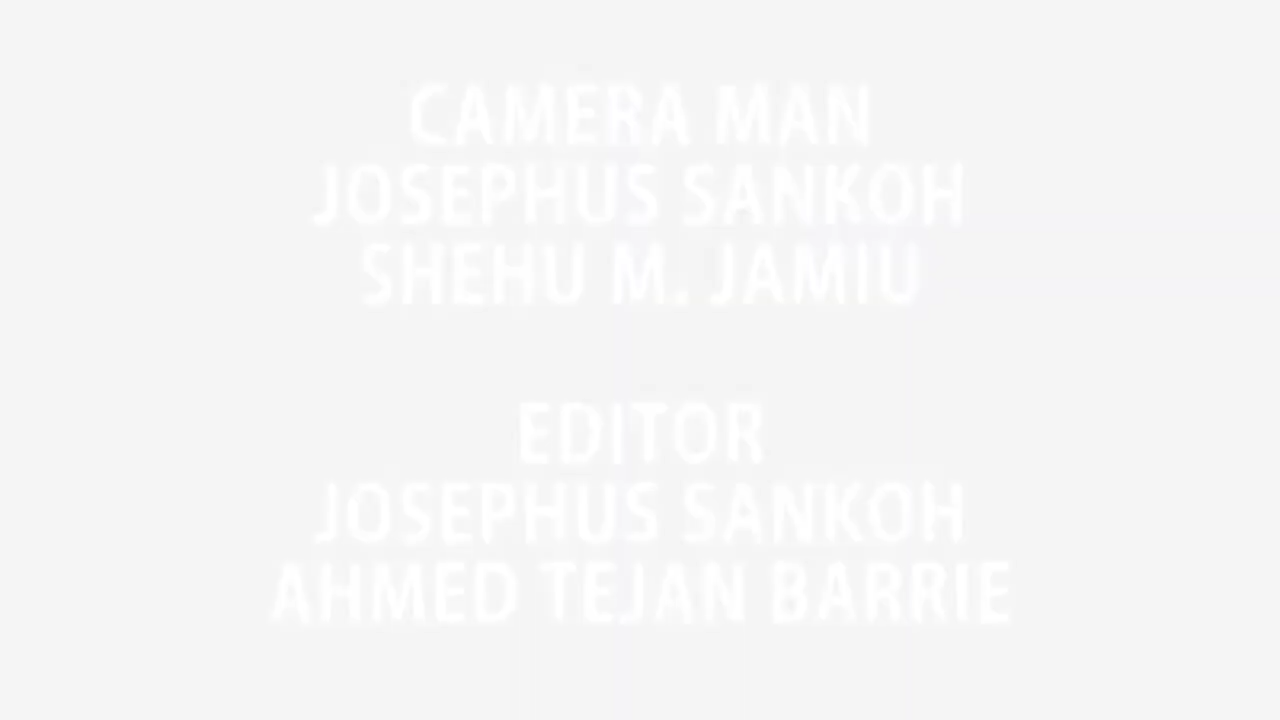 CAMERA MAN
JOSEPHUS SANKOH
SHEHU M. JAMIU
EDITOR
JOSEPHUS SANKOH
AHMED TEJAN BARRIE